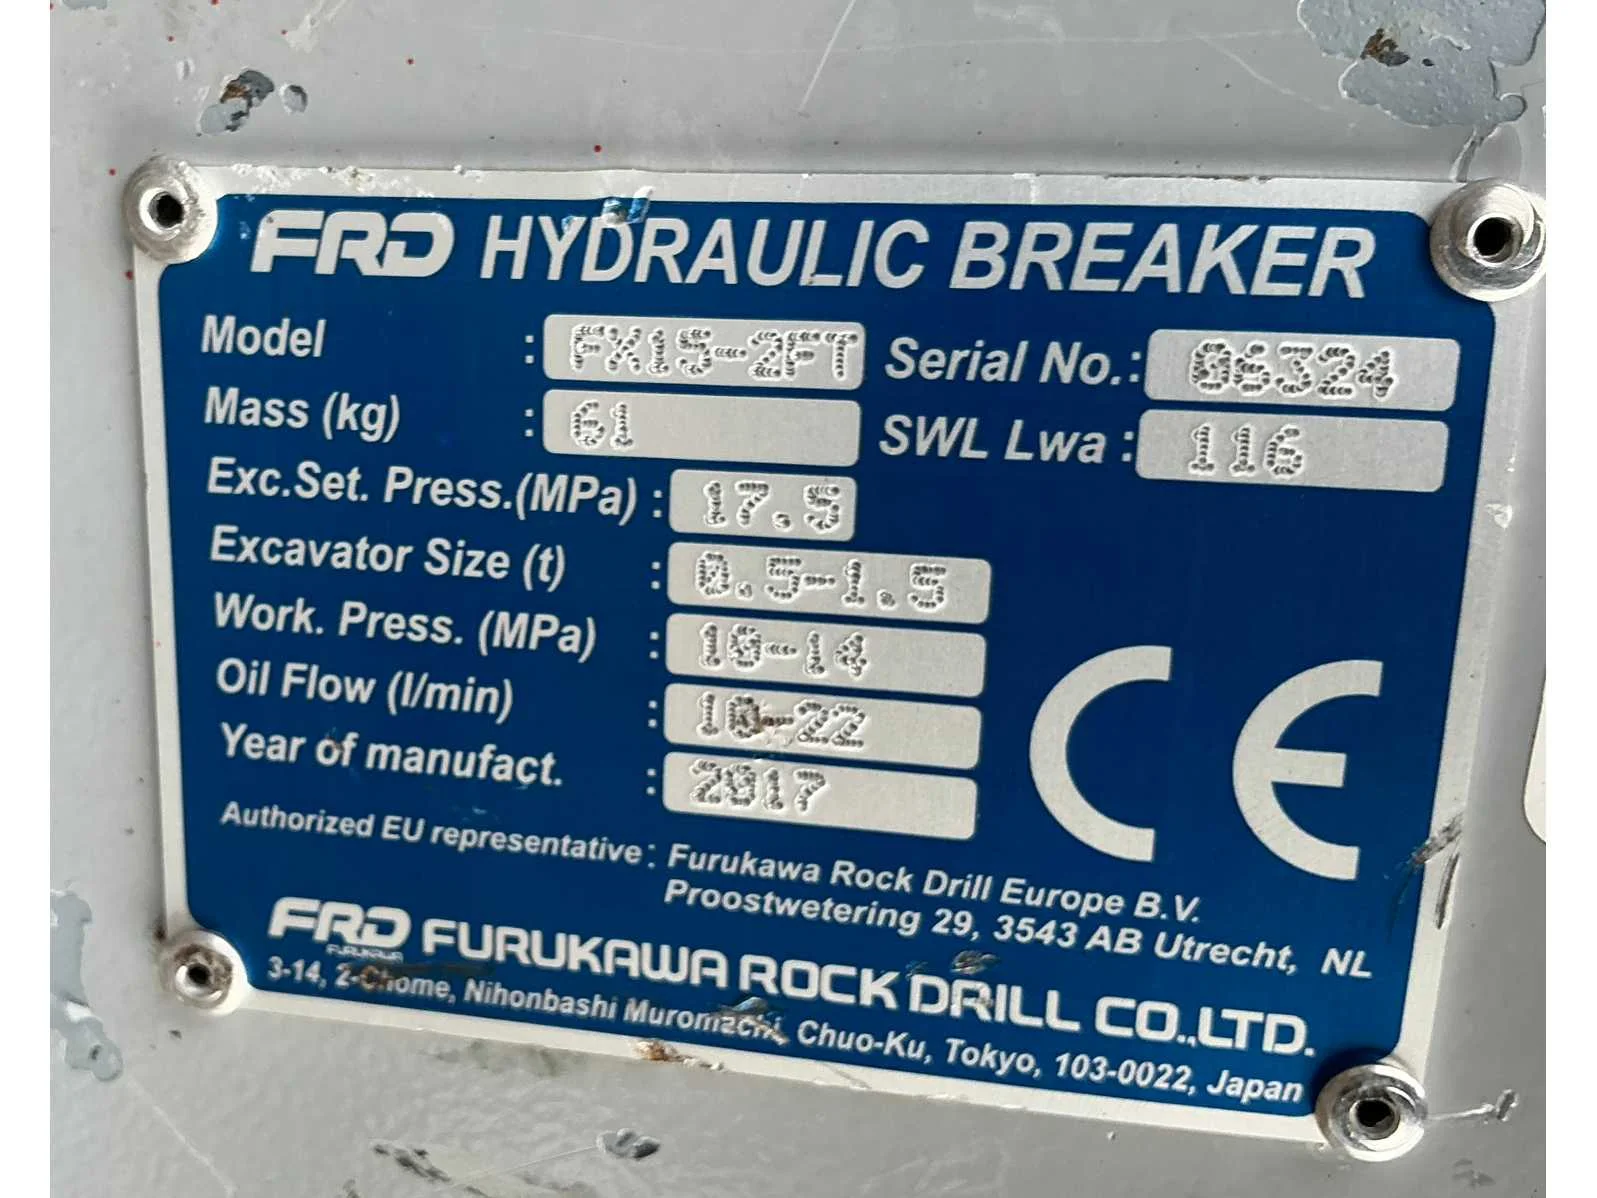 FRD HYDRAULIC BREAKER
Model : FX15-2FT Serial No.: 06324
Mass (kg) : 61 SWL Lwa : 116
Exc.Set. Press.(MPa) : 17.5
Excavator Size (t) : 0.5-1.5
Work. Press. (MPa) : 10-14
Oil Flow (l/min) : 10-22
Year of manufact. : 2017
CE
Authorized EU representative: Furukawa Rock Drill Europe B.V.
Proostwetering 29, 3543 AB Utrecht, NL
FRD FURUKAWA ROCK DRILL CO.,LTD.
FURUKAWA
3-14, 2-Chome, Nihonbashi Muromachi, Chuo-Ku, Tokyo, 103-0022, Japan